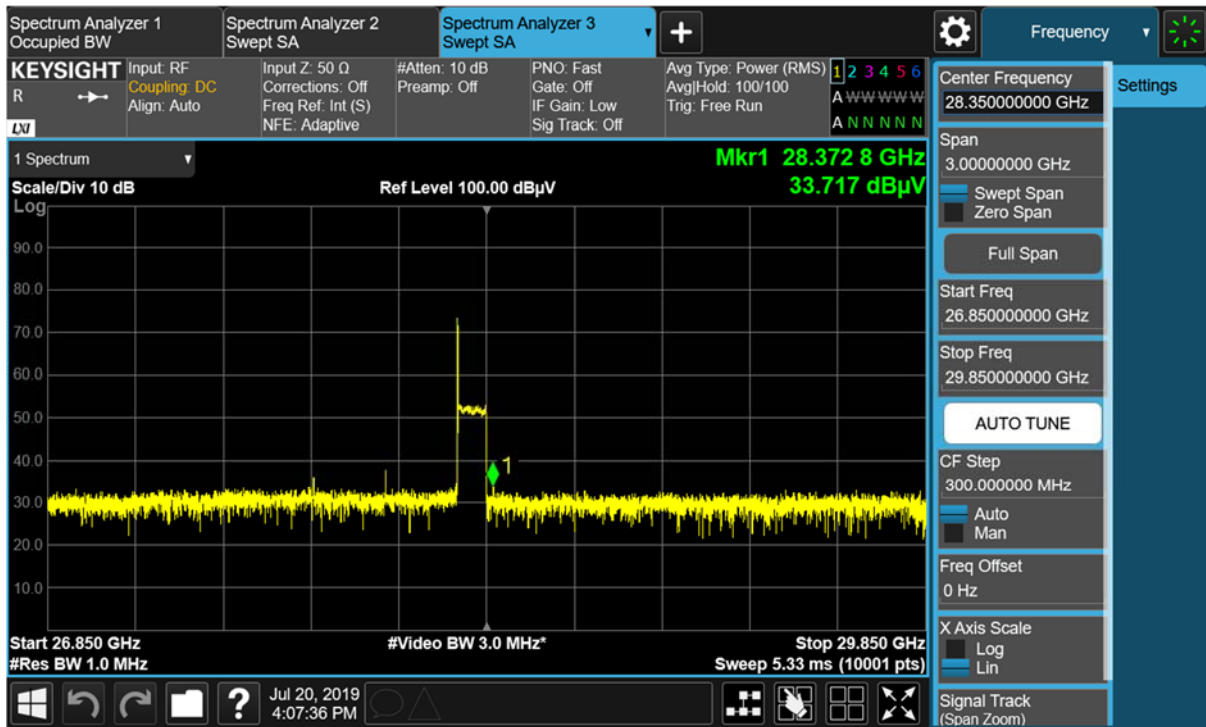 Spectrum Analyzer 1
Occupied BW
Spectrum Analyzer 2
Swept SA
Spectrum Analyzer 3
Swept SA
Frequency
KEYSIGHT
R
LXI
Input: RF
Coupling: DC
Align: Auto
Input Z: 50 Ω
Corrections: Off
Freq Ref: Int (S)
NFE: Adaptive
#Atten: 10 dB
Preamp: Off
PNO: Fast
Gate: Off
IF Gain: Low
Sig Track: Off
Avg Type: Power (RMS)
Avg|Hold: 100/100
Trig: Free Run
1 2 3 4 5 6
A W W W W W
A N N N N N
1 Spectrum
Scale/Div 10 dB
Log
Ref Level 100.00 dBµV
Mkr1 28.372 8 GHz
33.717 dBµV
90.0
80.0
70.0
60.0
50.0
40.0
30.0
20.0
10.0
1
Start 26.850 GHz
#Res BW 1.0 MHz
#Video BW 3.0 MHz*
Stop 29.850 GHz
Sweep 5.33 ms (10001 pts)
Center Frequency
28.350000000 GHz
Span
3.00000000 GHz
Swept Span
Zero Span
Full Span
Start Freq
26.850000000 GHz
Stop Freq
29.850000000 GHz
AUTO TUNE
CF Step
300.000000 MHz
Auto
Man
Freq Offset
0 Hz
X Axis Scale
Log
Lin
Signal Track
(Span Zoom)
Settings
?
Jul 20, 2019
4:07:36 PM